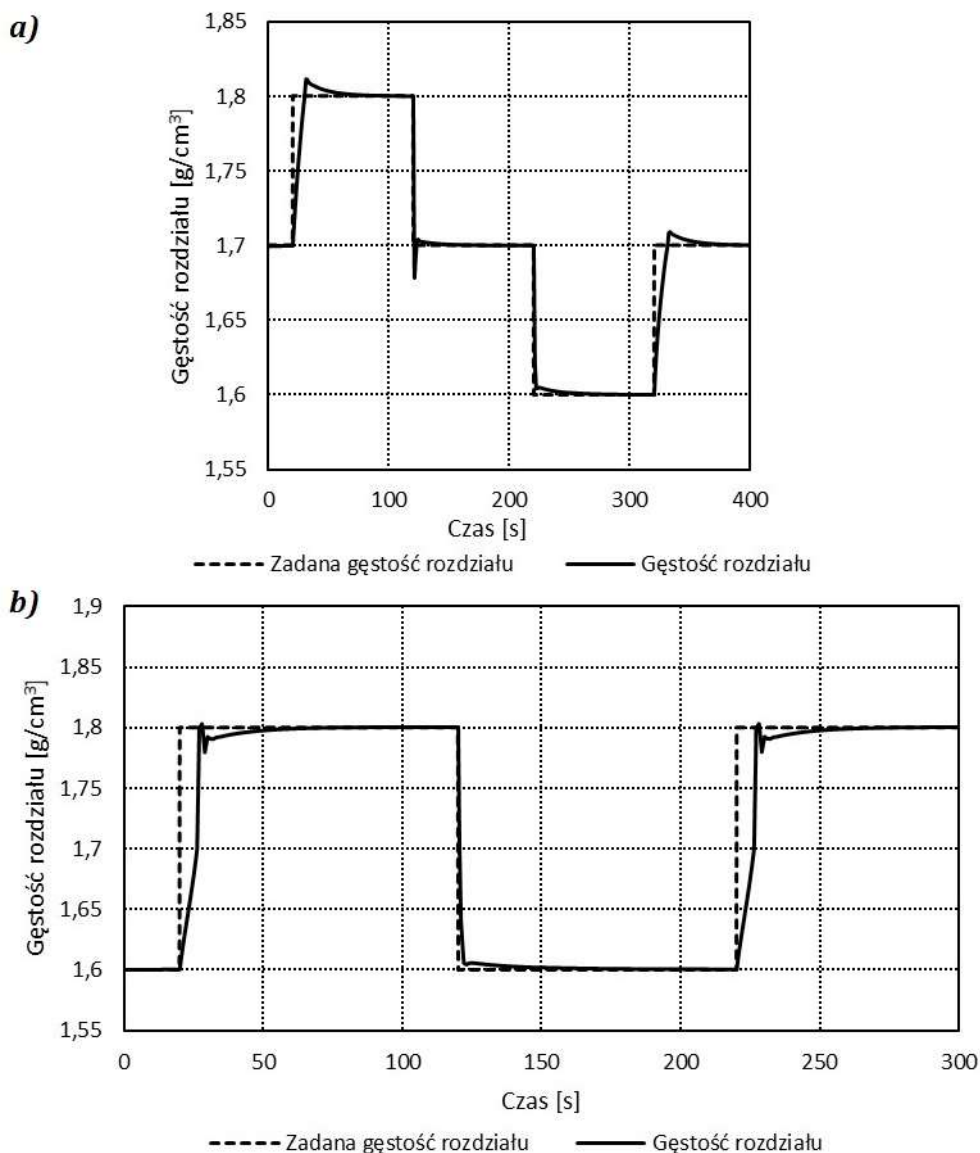 a)
1,85
1,8
1,75
1,7
1,65
1,6
1,55
Gęstość rozdziału [g/cm³]
0 100 200 300 400
Czas [s]
Zadana gęstość rozdziału Gęstość rozdziału
b)
1,9
1,85
1,8
1,75
1,7
1,65
1,6
1,55
Gęstość rozdziału [g/cm³]
0 50 100 150 200 250 300
Czas [s]
Zadana gęstość rozdziału Gęstość rozdziału